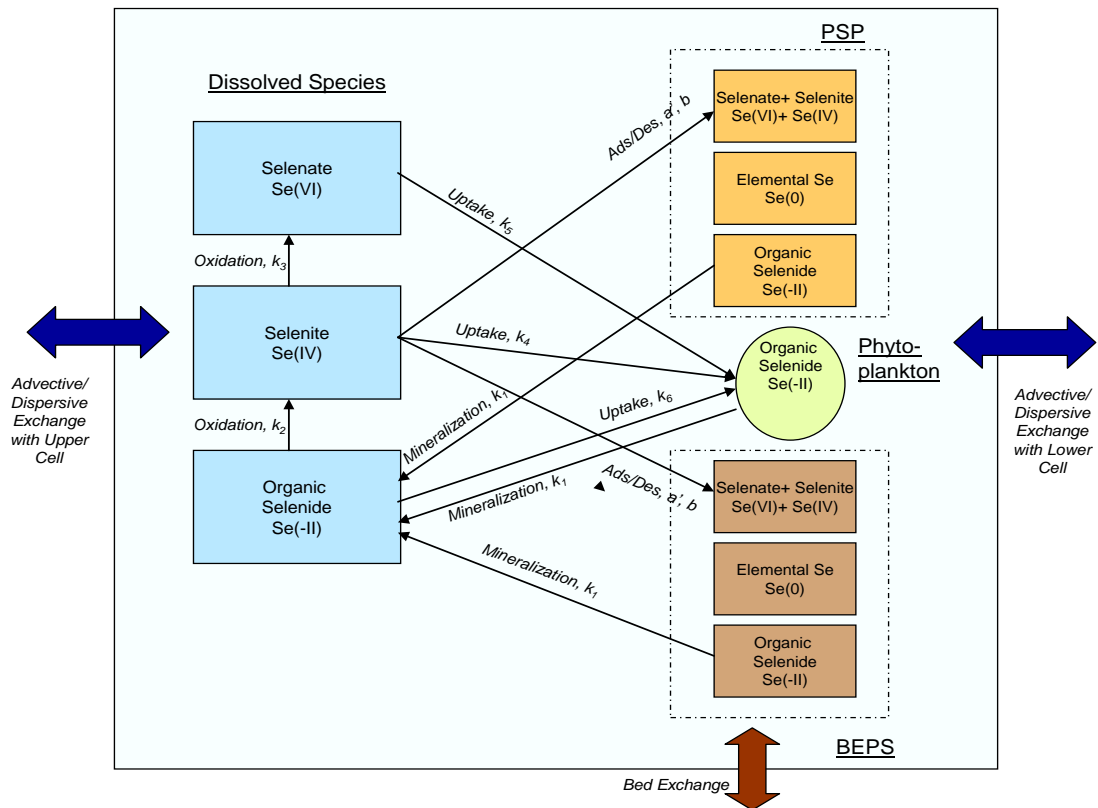 PSP
Dissolved Species
Selenate+ Selenite
Se(VI)+ Se(IV)
Elemental Se
Se(0)
Organic
Selenide
Se(-II)
Selenate
Se(VI)
Ads/Des, a', b
Uptake, k5
Oxidation, k3
Selenite
Se(IV)
Uptake, k4
Organic
Selenide
Se(-II)
Phyto-
plankton
Advective/
Dispersive
Exchange
with Upper
Cell
Advective/
Dispersive
Exchange
with Lower
Cell
Oxidation, k2
Mineralization, k1
Uptake, k6
Organic
Selenide
Se(-II)
Mineralization, k1
Ads/Des, a', b
Selenate+ Selenite
Se(VI)+ Se(IV)
Elemental Se
Se(0)
Mineralization, k1
Organic
Selenide
Se(-II)
BEPS
Bed Exchange